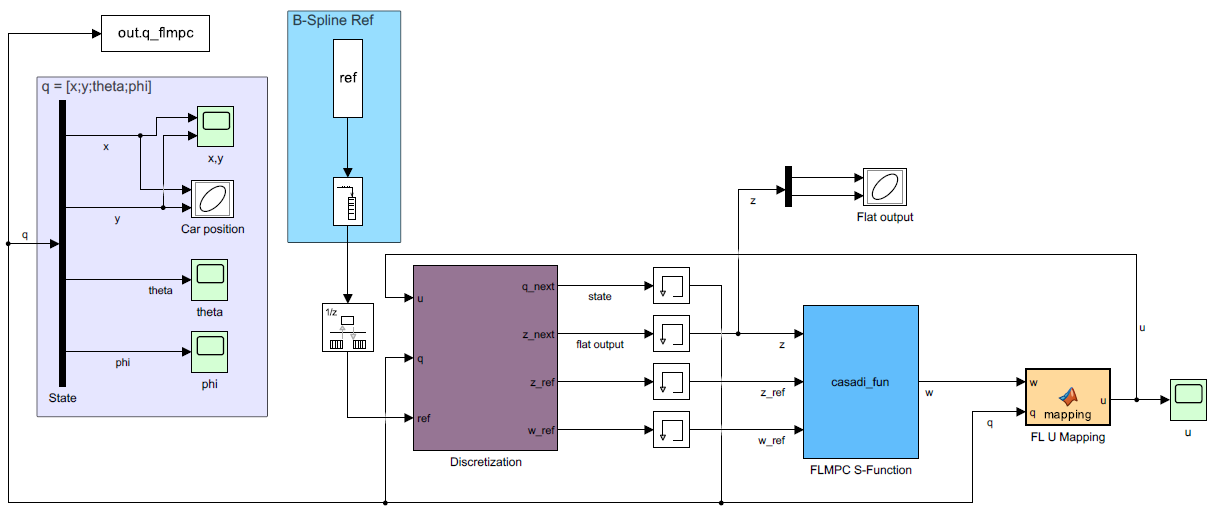 out.q_flmpc
B-Spline Ref
ref
q = [x;y;theta;phi]
x
x,y
y
Car position
q
theta
theta
phi
phi
State
1/z
z
Flat output
u
q
ref
q_next
z_next
z_ref
w_ref
Discretization
state
flat output
z
z_ref
w_ref
casadi_fun
FLMPC S-Function
w
q
w
q
u
mapping
FL U Mapping
u
u